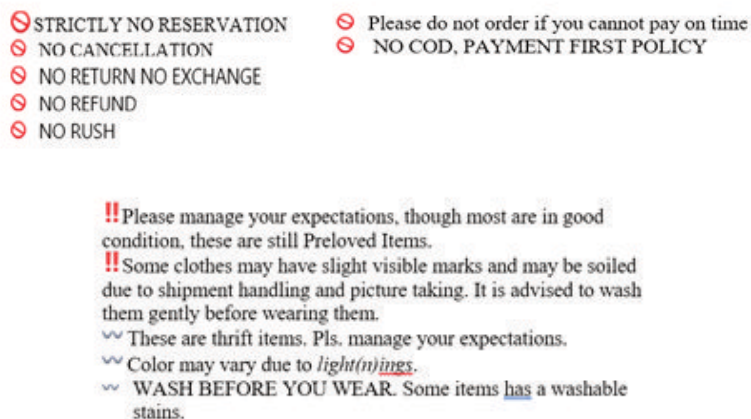 🚫STRICTLY NO RESERVATION
🚫 NO CANCELLATION
🚫 NO RETURN NO EXCHANGE
🚫 NO REFUND
🚫 NO RUSH
🚫 Please do not order if you cannot pay on time
🚫 NO COD, PAYMENT FIRST POLICY
‼Please manage your expectations, though most are in good
condition, these are still Preloved Items.
‼Some clothes may have slight visible marks and may be soiled
due to shipment handling and picture taking. It is advised to wash
them gently before wearing them.
〰 These are thrift items. Pls. manage your expectations.
〰 Color may vary due to light(n)ings.
〰 WASH BEFORE YOU WEAR. Some items has a washable
stains.